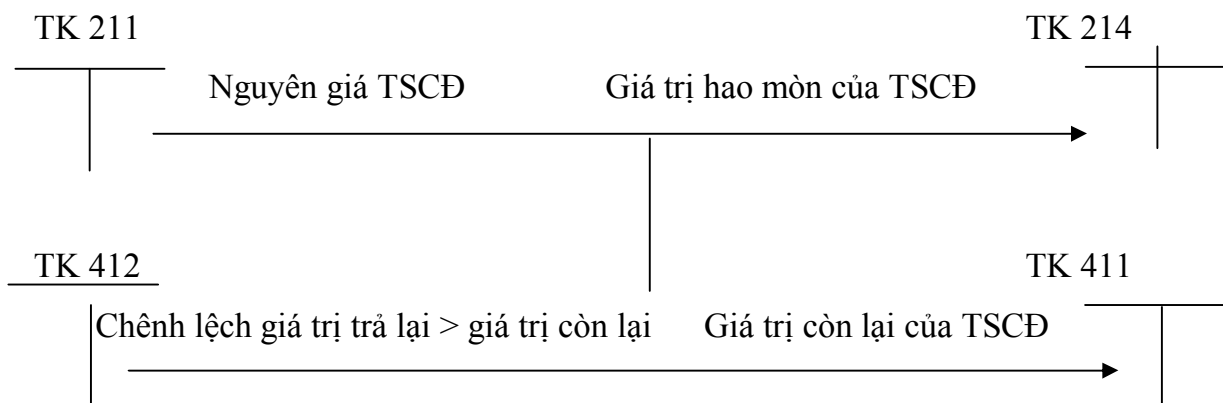 TK 211 TK 214
Nguyên giá TSCĐ Giá trị hao mòn của TSCĐ
TK 412 TK 411
Chênh lệch giá trị trả lại > giá trị còn lại Giá trị còn lại của TSCĐ